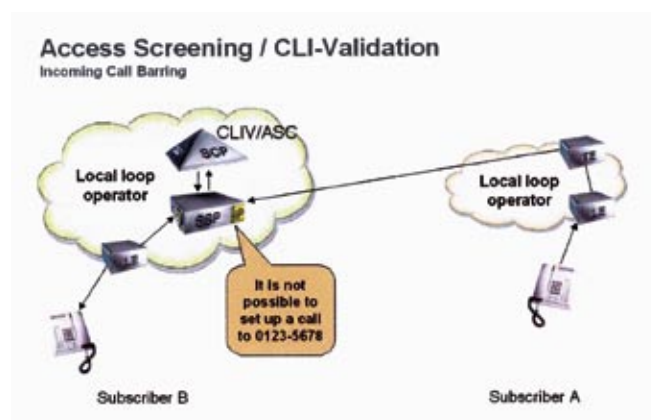 Access Screening / CLI-Validation
Incoming Call Barring
CLIV/ASC
SCP
Local loop
operator
SSP
It is not
possible to
set up a call
to 0123-5678
Subscriber B
TE
Local loop
operator
Subscriber A